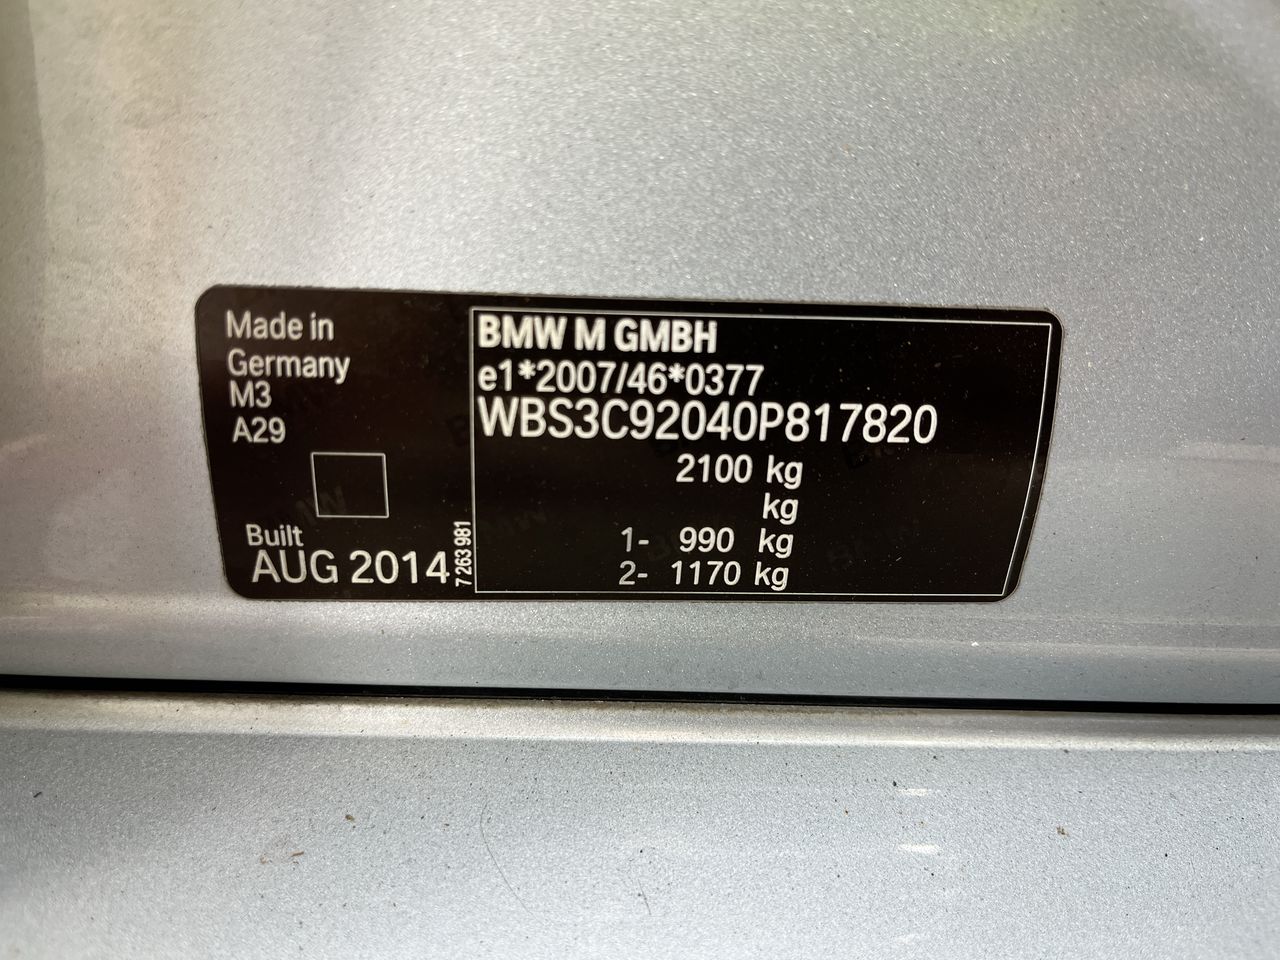 Made in
Germany
M3
A29
Built
AUG 2014
7 263 981
BMW M GMBH
e1*2007/46*0377
WBS3C92040P817820
2100 kg
kg
1- 990 kg
2- 1170 kg